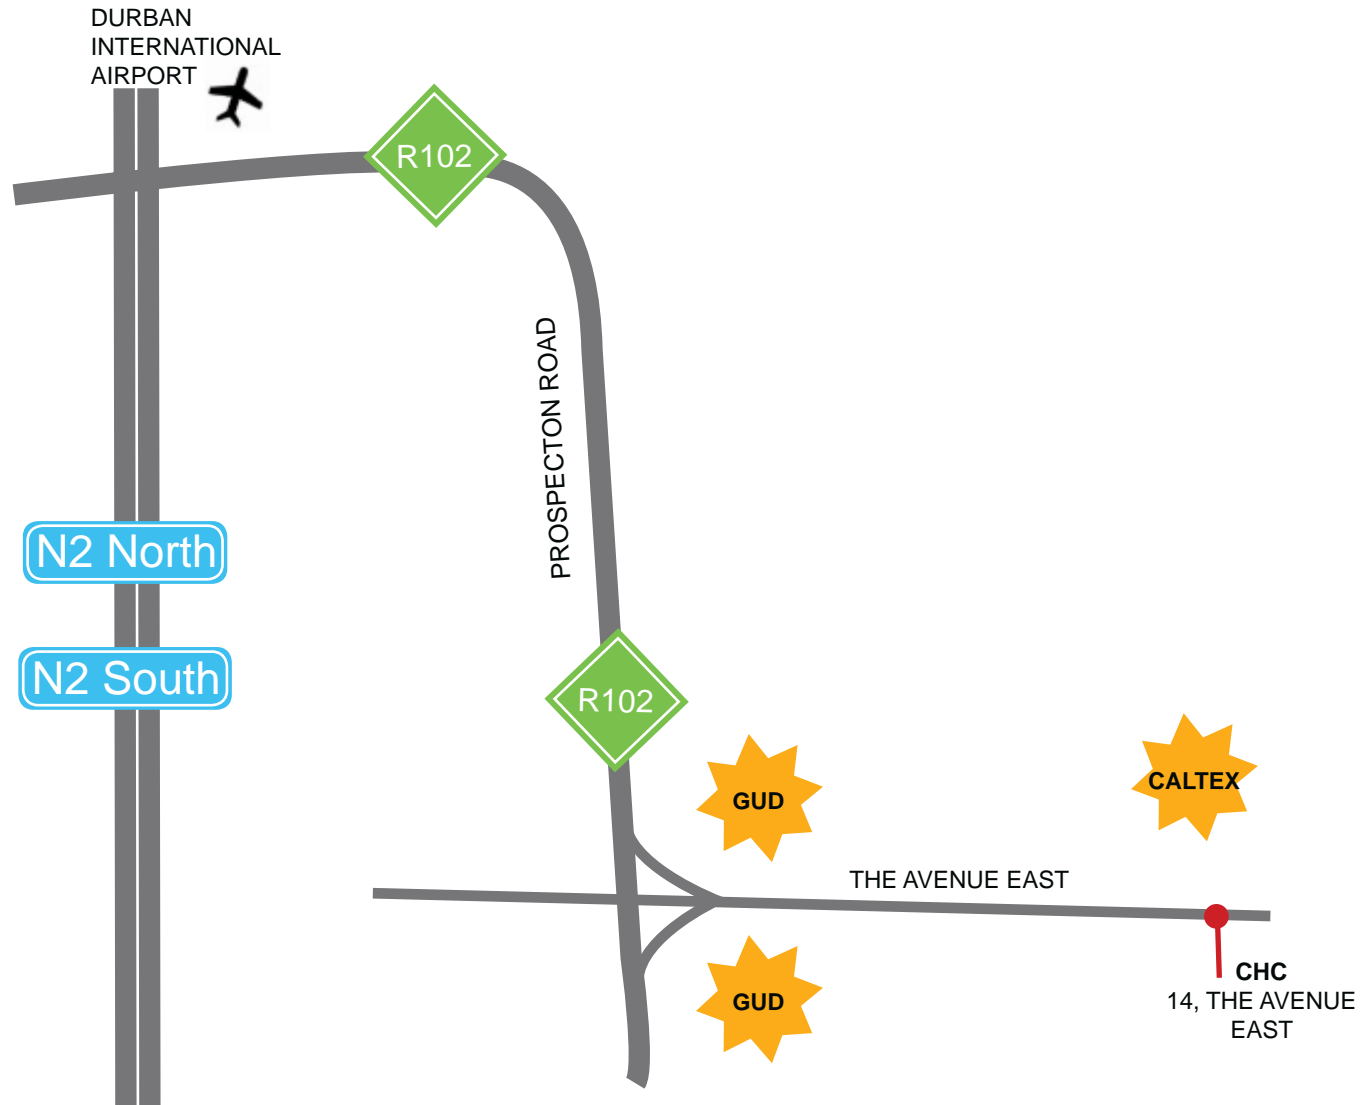 DURBAN
INTERNATIONAL
AIRPORT
R102
PROSPECTON ROAD
N2 North
N2 South
R102
GUD
CALTEX
THE AVENUE EAST
GUD
CHC
14, THE AVENUE
EAST